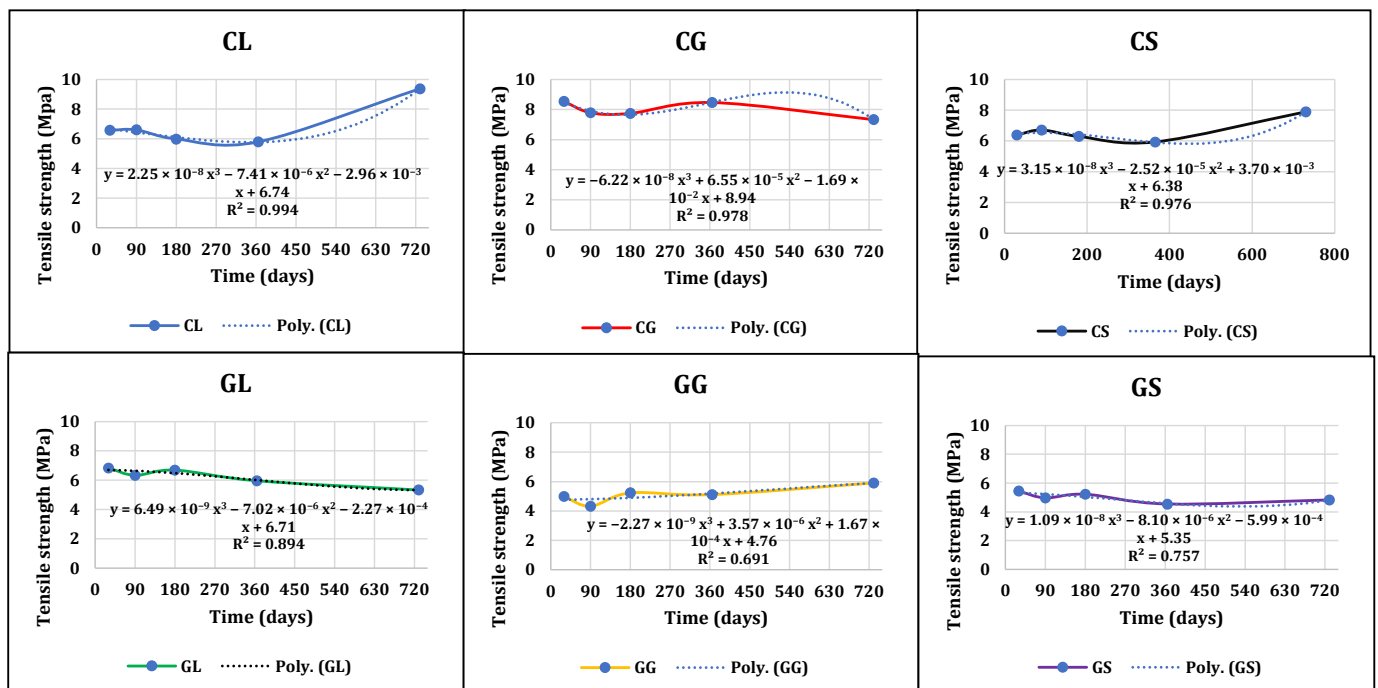 CL
Tensile strength (Mpa)
10
8
6
4
2
0
y = 2.25 × 10⁻⁸ x³ − 7.41 × 10⁻⁶ x² − 2.96 × 10⁻³
x + 6.74
R² = 0.994
0 90 180 270 360 450 540 630 720
Time (days)
CL Poly. (CL)
CG
Tensile strength (MPa)
10
8
6
4
2
0
y = −6.22 × 10⁻⁸ x³ + 6.55 × 10⁻⁵ x² − 1.69 ×
10⁻² x + 8.94
R² = 0.978
0 90 180 270 360 450 540 630 720
Time (days)
CG Poly. (CG)
CS
Tensile strength (MPa)
10
8
6
4
2
0
y = 3.15 × 10⁻⁸ x³ − 2.52 × 10⁻⁵ x² + 3.70 × 10⁻³
x + 6.38
R² = 0.976
0 200 400 600 800
Time (days)
CS Poly. (CS)
GL
Tensile strength (MPa)
10
8
6
4
2
0
y = 6.49 × 10⁻⁹ x³ − 7.02 × 10⁻⁶ x² − 2.27 × 10⁻⁴
x + 6.71
R² = 0.894
0 90 180 270 360 450 540 630 720
Time (days)
GL Poly. (GL)
GG
Tensile strength (MPa)
10
8
6
4
2
0
y = −2.27 × 10⁻⁹ x³ + 3.57 × 10⁻⁶ x² + 1.67 ×
10⁻⁴ x + 4.76
R² = 0.691
0 90 180 270 360 450 540 630 720
Time (days)
GG Poly. (GG)
GS
Tensile strength (MPa)
10
8
6
4
2
0
y = 1.09 × 10⁻⁸ x³ − 8.10 × 10⁻⁶ x² − 5.99 × 10⁻⁴
x + 5.35
R² = 0.757
0 90 180 270 360 450 540 630 720
Time (days)
GS Poly. (GS)